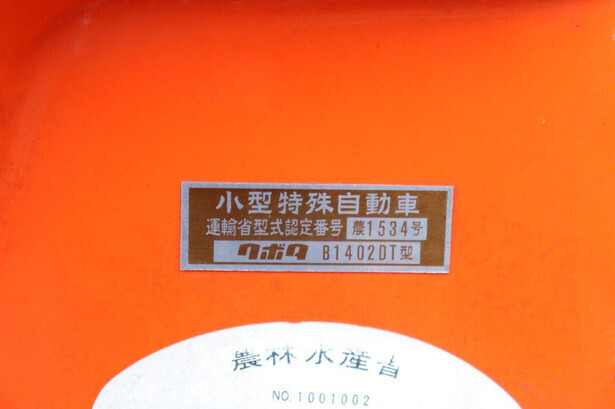 小型特殊自動車
運輸省型式認定番号 農1534号
クボタ B1402DT型
農林水産省
NO.1001002